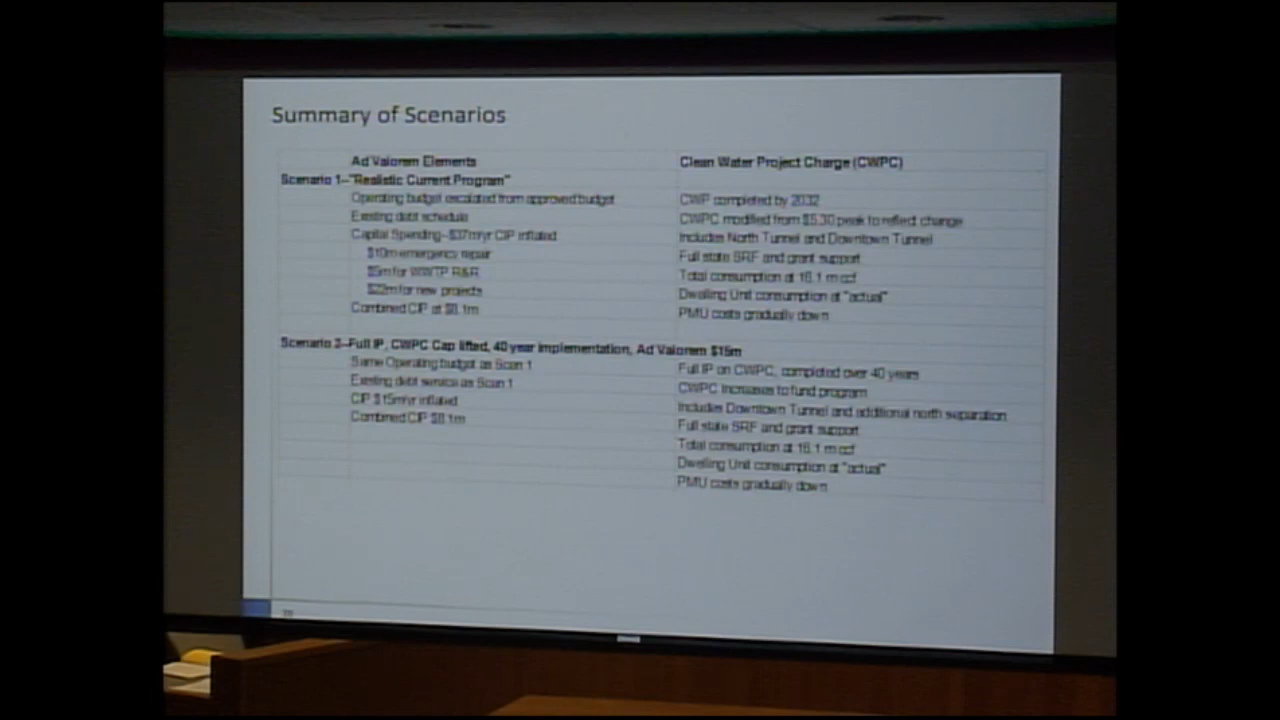 Summary of Scenarios
Ad Valorem Elements
Clean Water Project Charge (CWPC)
Scenario 1--"Realistic Current Program"
Operating budget escalated from approved budget
CWP completed by 2032
Existing debt schedule
CWPC modified from $5.30 peak to reflect change
Capital Spending--$37m/yr CIP inflated
Includes North Tunnel and Downtown Tunnel
$10m emergency repair
Full state SRF and grant support
$5m for WWTP R&R
Total consumption at 16.1 m ccf
$22m for new projects
Dwelling Unit consumption at "actual"
Combined CIP at
PMU costs gradually down
Scenario 2--Full IP, CWPC Cap lifted, 40 year implementation, Ad Valorem $15m
Same Operating budget as Scen 1
Full IP on CWPC, completed over 40 years
Existing debt service as Scen 1
CWPC Increases to fund program
CIP $15m/yr inflated
Includes Downtown Tunnel and additional north separation
Combined CIP
Full state SRF and grant support
Total consumption at 16.1 m ccf
Dwelling Unit consumption at "actual"
PMU costs gradually down